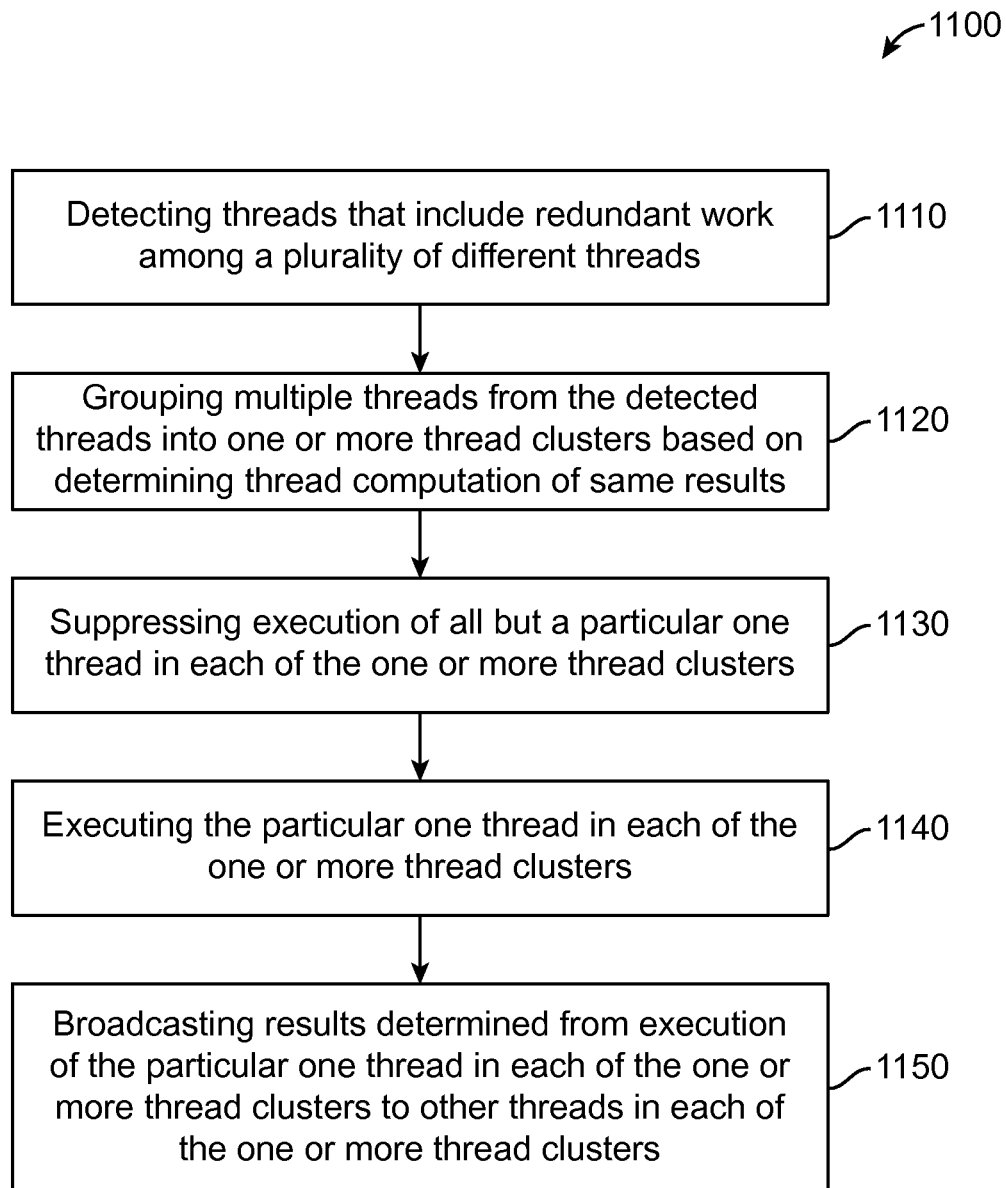 1100
Detecting threads that include redundant work
among a plurality of different threads
1110
Grouping multiple threads from the detected
threads into one or more thread clusters based on
determining thread computation of same results
1120
Suppressing execution of all but a particular one
thread in each of the one or more thread clusters
1130
Executing the particular one thread in each of the
one or more thread clusters
1140
Broadcasting results determined from execution
of the particular one thread in each of the one or
more thread clusters to other threads in each of
the one or more thread clusters
1150